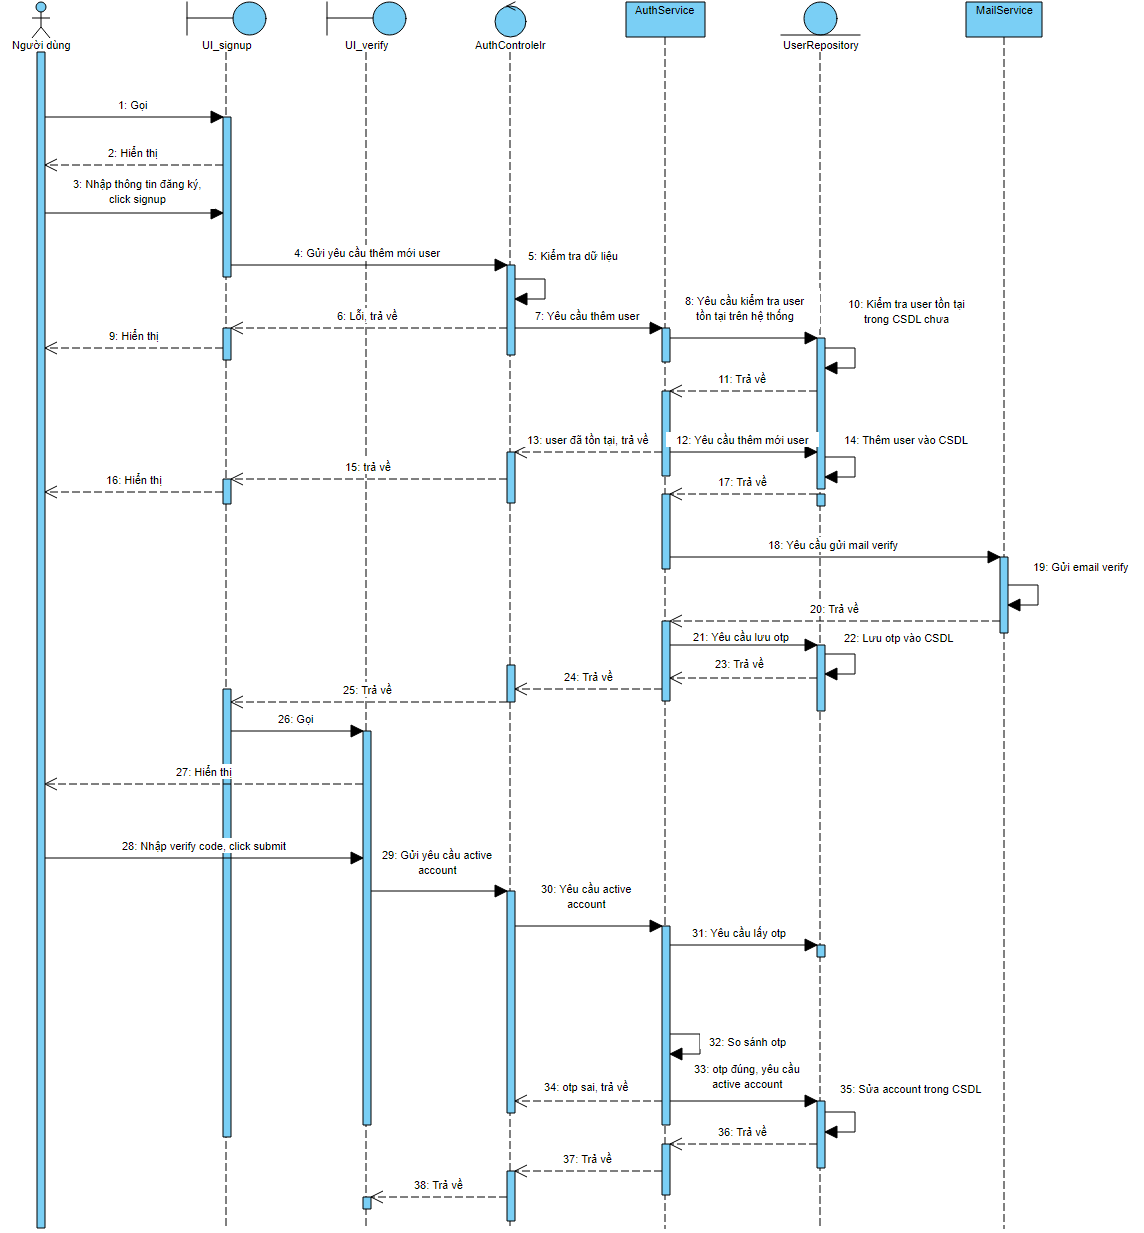 Người dùng
UI_signup
UI_verify
AuthControlelr
AuthService
UserRepository
MailService
1: Gọi
2: Hiển thị
3: Nhập thông tin đăng ký,
click signup
4: Gửi yêu cầu thêm mới user
5: Kiểm tra dữ liệu
6: Lỗi, trả về
7: Yêu cầu thêm user
8: Yêu cầu kiểm tra user
tồn tại trên hệ thống
9: Hiển thị
10: Kiểm tra user tồn tại
trong CSDL chưa
11: Trả về
12: Yêu cầu thêm mới user
13: user đã tồn tại, trả về
14: Thêm user vào CSDL
15: trả về
16: Hiển thị
17: Trả về
18: Yêu cầu gửi mail verify
19: Gửi email verify
20: Trả về
21: Yêu cầu lưu otp
22: Lưu otp vào CSDL
23: Trả về
24: Trả về
25: Trả về
26: Gọi
27: Hiển thị
28: Nhập verify code, click submit
29: Gửi yêu cầu active
account
30: Yêu cầu active
account
31: Yêu cầu lấy otp
32: So sánh otp
33: otp đúng, yêu cầu
active account
34: otp sai, trả về
35: Sửa account trong CSDL
36: Trả về
37: Trả về
38: Trả về